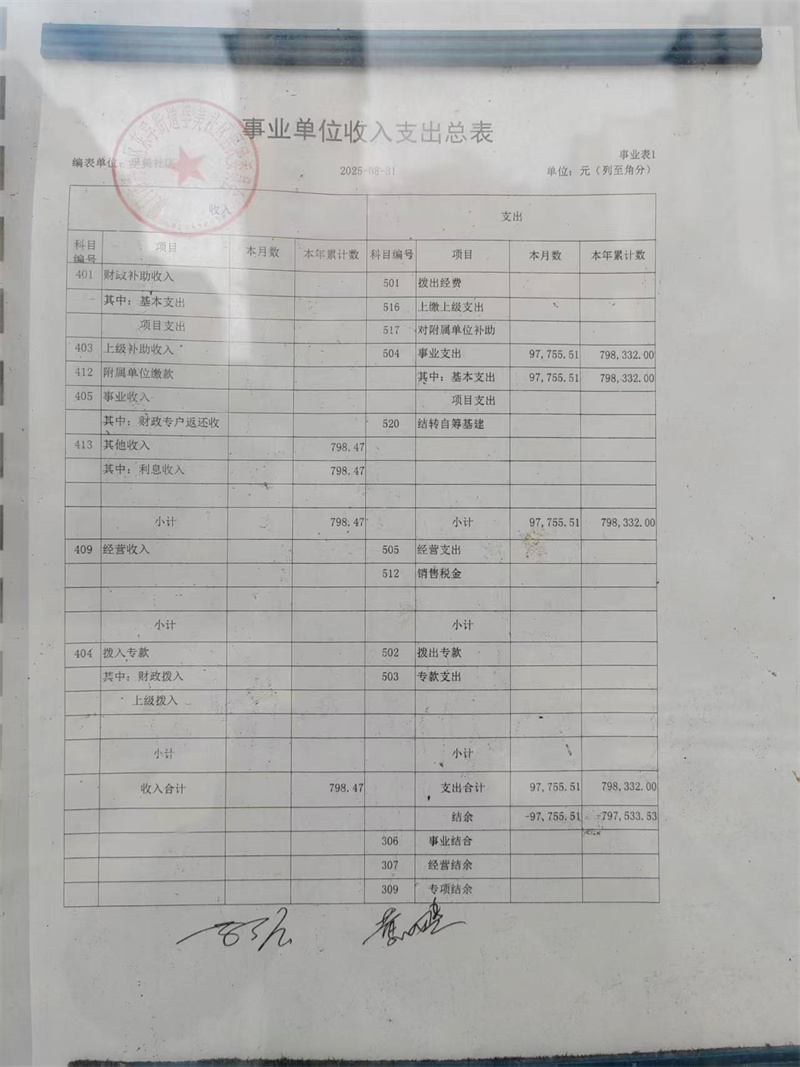 事业单位收入支出总表
事业表1
编表单位:
2025-08-31
单位：元（列至角分）
收入 支出
科目编号 项目 本月数 本年累计数 科目编号 项目 本月数 本年累计数
401 财政补助收入 501 拨出经费
其中：基本支出 516 上缴上级支出
项目支出 517 对附属单位补助
403 上级补助收入 504 事业支出 97,755.51 798,332.00
412 附属单位缴款 其中：基本支出 97,755.51 798,332.00
405 事业收入 项目支出
其中：财政专户返还收 520 结转自筹基建
413 其他收入 798.47
其中：利息收入 798.47
小计 798.47 小计 97,755.51 798,332.00
409 经营收入 505 经营支出
512 销售税金
小计 小计
404 拨入专款 502 拨出专款
其中：财政拨入 503 专款支出
上级拨入
小计 小计
收入合计 798.47 支出合计 97,755.51 798,332.00
结余 -97,755.51 -797,533.53
306 事业结合
307 经营结余
309 专项结余